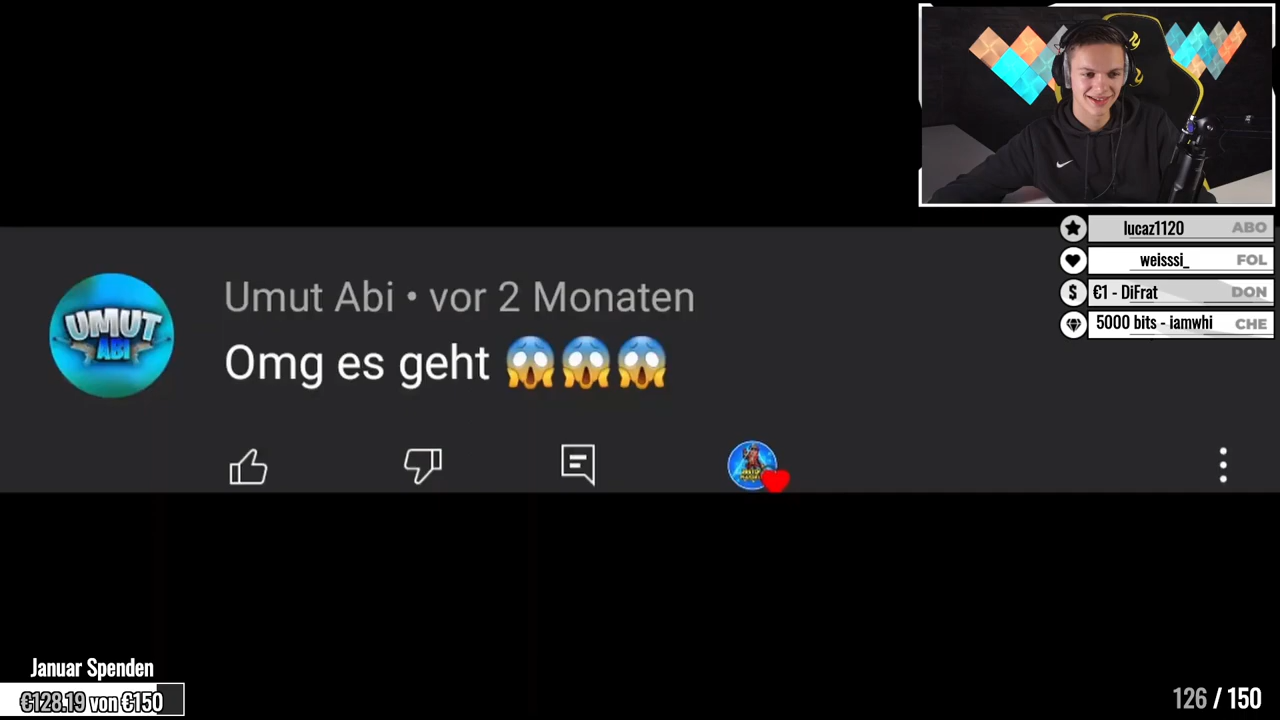 lucaz1120 ABO
weisssi_ FOL
€1 - DiFrat DON
5000 bits - iamwhi CHE
UMUT
ABI
Umut Abi • vor 2 Monaten
Omg es geht 😱😱😱
Januar Spenden
€128.19 von €150
126 / 150